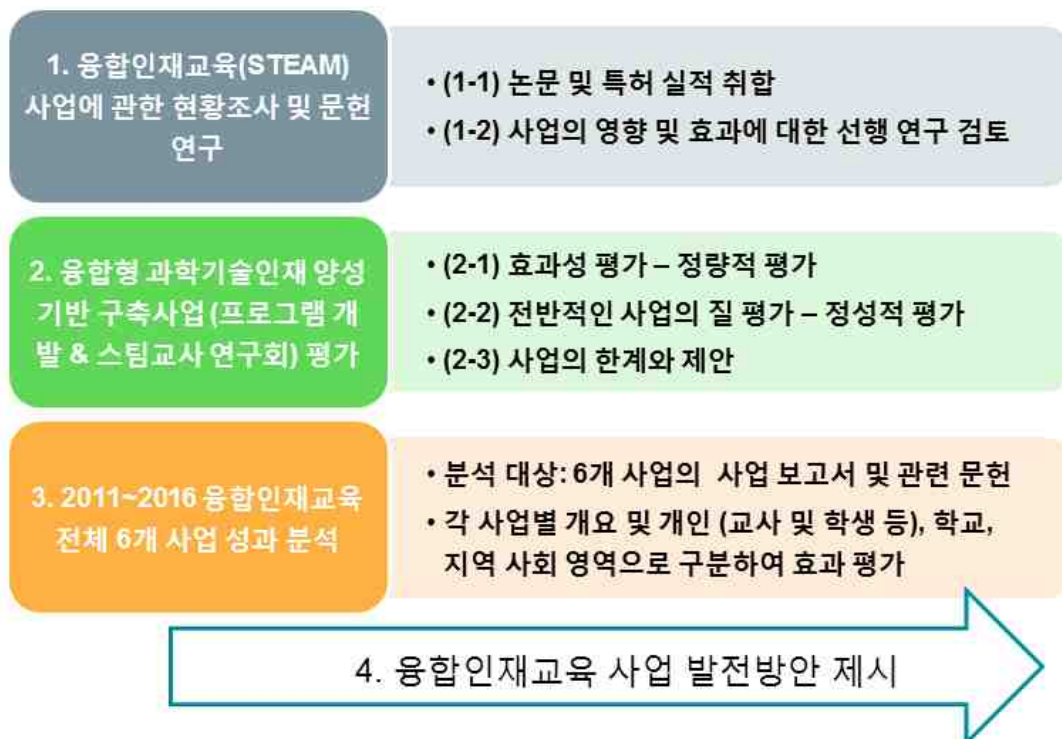 1. 융합인재교육(STEAM)
사업에 관한 현황조사 및 문헌
연구
• (1-1) 논문 및 특허 실적 취합
• (1-2) 사업의 영향 및 효과에 대한 선행 연구 검토
2. 융합형 과학기술인재 양성
기반 구축사업(프로그램 개
발 & 스팀교사 연구회) 평가
• (2-1) 효과성 평가 – 정량적 평가
• (2-2) 전반적인 사업의 질 평가 – 정성적 평가
• (2-3) 사업의 한계와 제안
3. 2011~2016 융합인재교육
전체 6개 사업 성과 분석
• 분석 대상: 6개 사업의 사업 보고서 및 관련 문헌
• 각 사업별 개요 및 개인 (교사 및 학생 등), 학교,
지역 사회 영역으로 구분하여 효과 평가
4. 융합인재교육 사업 발전방안 제시